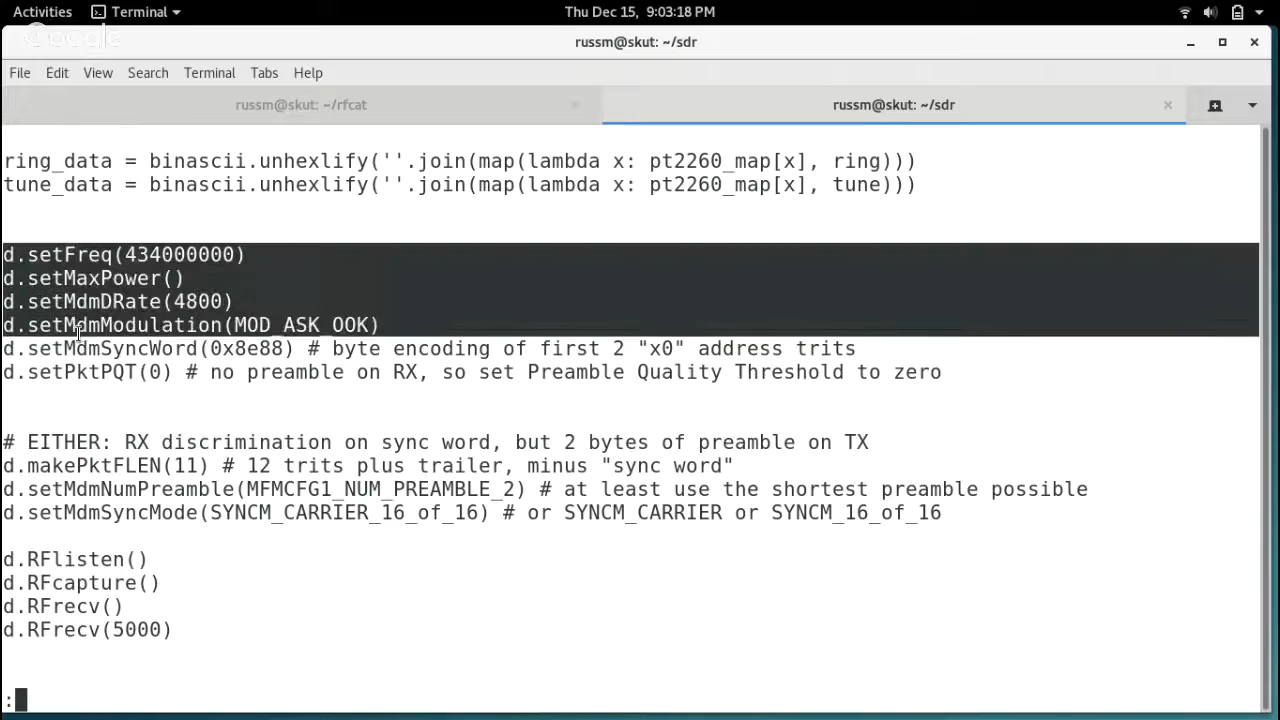 Activities Terminal Thu Dec 15, 9:03:18 PM
Google
russm@skut: ~/sdr
File Edit View Search Terminal Tabs Help
russm@skut: ~/rfcat russm@skut: ~/sdr
ring_data = binascii.unhexlify(''.join(map(lambda x: pt2260_map[x], ring)))
tune_data = binascii.unhexlify(''.join(map(lambda x: pt2260_map[x], tune)))
d.setFreq(434000000)
d.setMaxPower()
d.setMdmDRate(4800)
d.setMdmModulation(MOD_ASK_OOK)
d.setMdmSyncWord(0x8e88) # byte encoding of first 2 "x0" address trits
d.setPktPQT(0) # no preamble on RX, so set Preamble Quality Threshold to zero
# EITHER: RX discrimination on sync word, but 2 bytes of preamble on TX
d.makePktFLEN(11) # 12 trits plus trailer, minus "sync word"
d.setMdmNumPreamble(MFMCFG1_NUM_PREAMBLE_2) # at least use the shortest preamble possible
d.setMdmSyncMode(SYNCM_CARRIER_16_of_16) # or SYNCM_CARRIER or SYNCM_16_of_16
d.RFlisten()
d.RFcapture()
d.RFrecv()
d.RFrecv(5000)
: